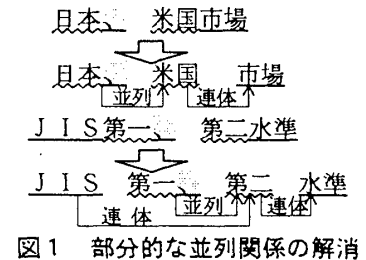 日本、 米国市場
日本、 米国 市場
並列 連体
ＪＩＳ第一、 第二水準
ＪＩＳ 第一、 第二 水準
並列 連体
連 体
図１ 部分的な並列関係の解消